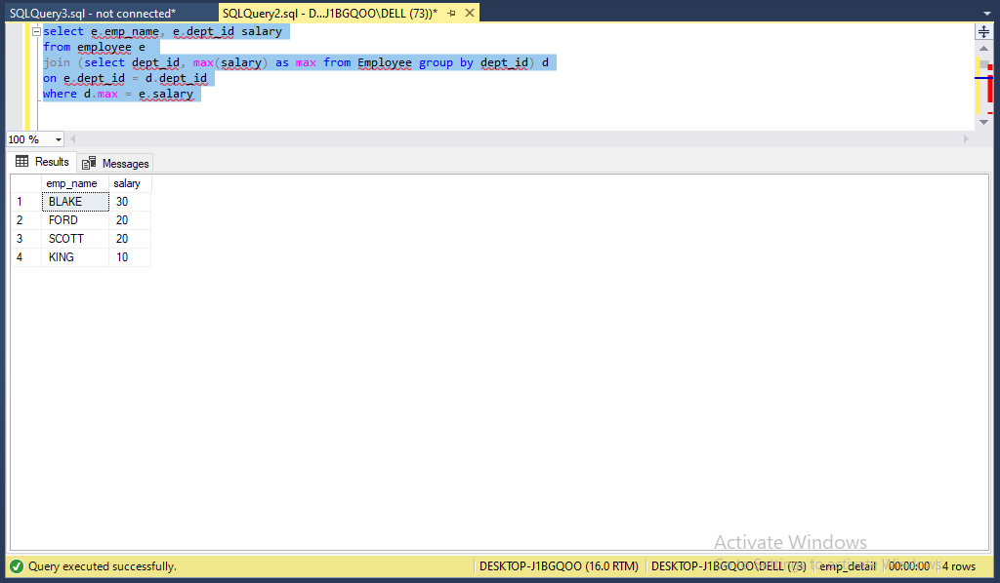 SQLQuery3.sql - not connected*
SQLQuery2.sql - D...J1BGQOO\DELL (73))*
select e.emp_name, e.dept_id salary
from employee e
join (select dept_id, max(salary) as max from Employee group by dept_id) d
on e.dept_id = d.dept_id
where d.max = e.salary
100 %
Results
Messages
emp_name salary
1 BLAKE 30
2 FORD 20
3 SCOTT 20
4 KING 10
Activate Windows
Query executed successfully.
DESKTOP-J1BGQOO (16.0 RTM)
DESKTOP-J1BGQOO\DELL (73)
emp_detail
00:00:00
4 rows